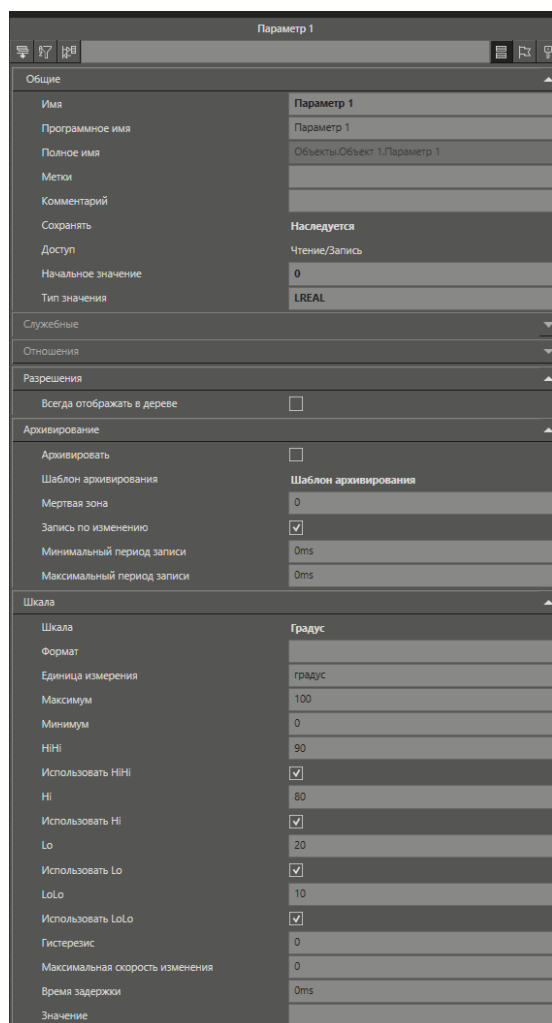 Параметр 1
Общие
Имя Параметр 1
Программное имя Параметр 1
Полное имя Объекты.Объект 1.Параметр 1
Метки
Комментарий
Сохранять Наследуется
Доступ Чтение/Запись
Начальное значение 0
Тип значения LREAL
Служебные
Отношения
Разрешения
Всегда отображать в дереве
Архивирование
Архивировать
Шаблон архивирования Шаблон архивирования
Мертвая зона 0
Запись по изменению
Минимальный период записи 0ms
Максимальный период записи 0ms
Шкала
Шкала Градус
Формат
Единица измерения градус
Максимум 100
Минимум 0
HiHi 90
Использовать HiHi
Hi 80
Использовать Hi
Lo 20
Использовать Lo
LoLo 10
Использовать LoLo
Гистерезис 0
Максимальная скорость изменения 0
Время задержки 0ms
Значение